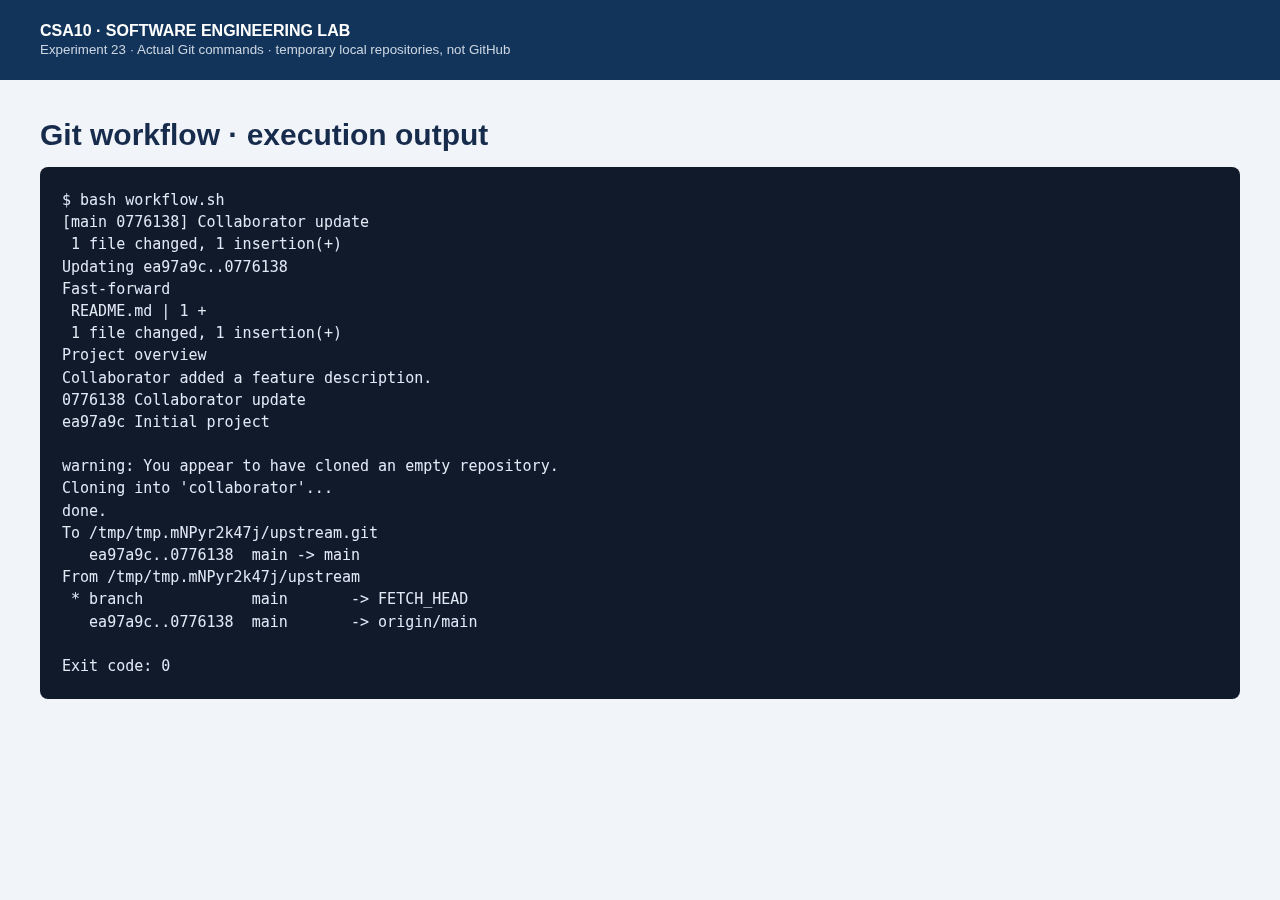 CSA10 · SOFTWARE ENGINEERING LAB
Experiment 23 · Actual Git commands · temporary local repositories, not GitHub
Git workflow · execution output
$ bash workflow.sh
[main 0776138] Collaborator update
 1 file changed, 1 insertion(+)
Updating ea97a9c..0776138
Fast-forward
 README.md | 1 +
 1 file changed, 1 insertion(+)
Project overview
Collaborator added a feature description.
0776138 Collaborator update
ea97a9c Initial project

warning: You appear to have cloned an empty repository.
Cloning into 'collaborator'...
done.
To /tmp/tmp.mNPyr2k47j/upstream.git
   ea97a9c..0776138  main -> main
From /tmp/tmp.mNPyr2k47j/upstream
 * branch            main       -> FETCH_HEAD
   ea97a9c..0776138  main       -> origin/main

Exit code: 0